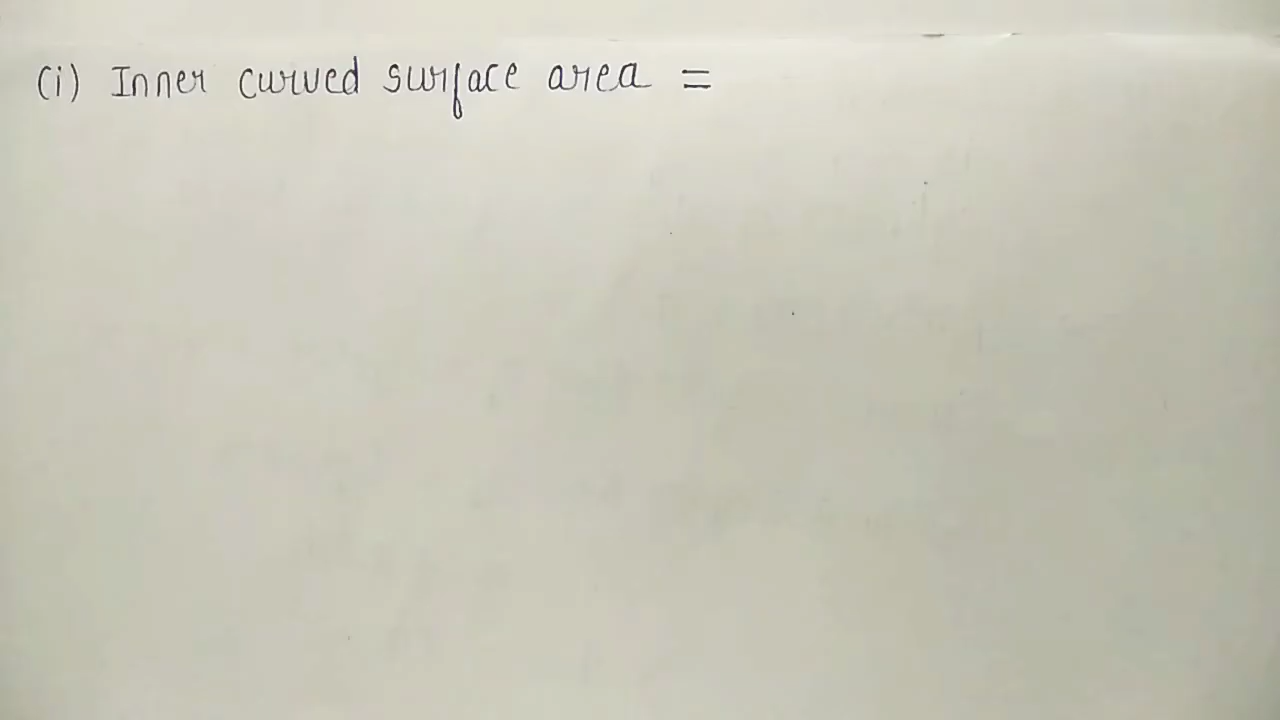 (i) Inner curved surface area =